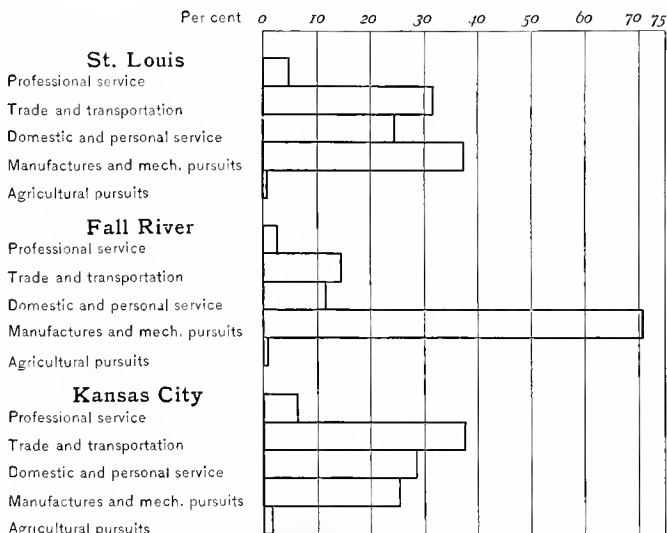 Per cent 0 10 20 30 40 50 60 70 75
St. Louis
Professional service
Trade and transportation
Domestic and personal service
Manufactures and mech. pursuits
Agricultural pursuits
Fall River
Professional service
Trade and transportation
Domestic and personal service
Manufactures and mech. pursuits
Agricultural pursuits
Kansas City
Professional service
Trade and transportation
Domestic and personal service
Manufactures and mech. pursuits
Agricultural pursuits